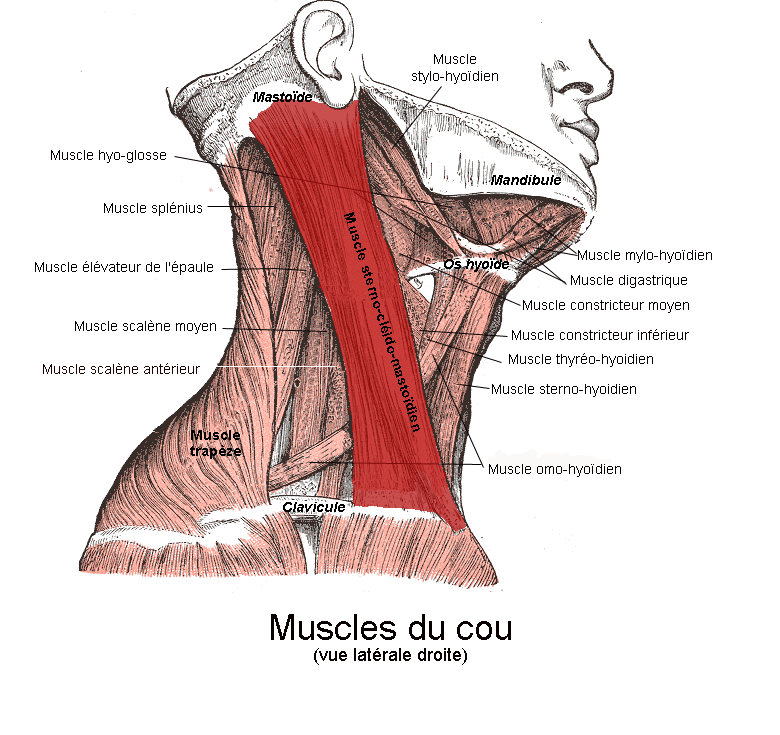 Muscle
stylo-hyoïdien
Mastoïde
Muscle hyo-glosse
Mandibule
Muscle splénius
Muscle sterno-cléido-mastoïdien
Muscle mylo-hyoïdien
Os hyoïde
Muscle élévateur de l'épaule
Muscle digastrique
Muscle constricteur moyen
Muscle scalène moyen
Muscle constricteur inférieur
Muscle thyréo-hyoidien
Muscle scalène antérieur
Muscle sterno-hyoidien
Muscle
trapèze
Muscle omo-hyoïdien
Clavicule
Muscles du cou
(vue latérale droite)